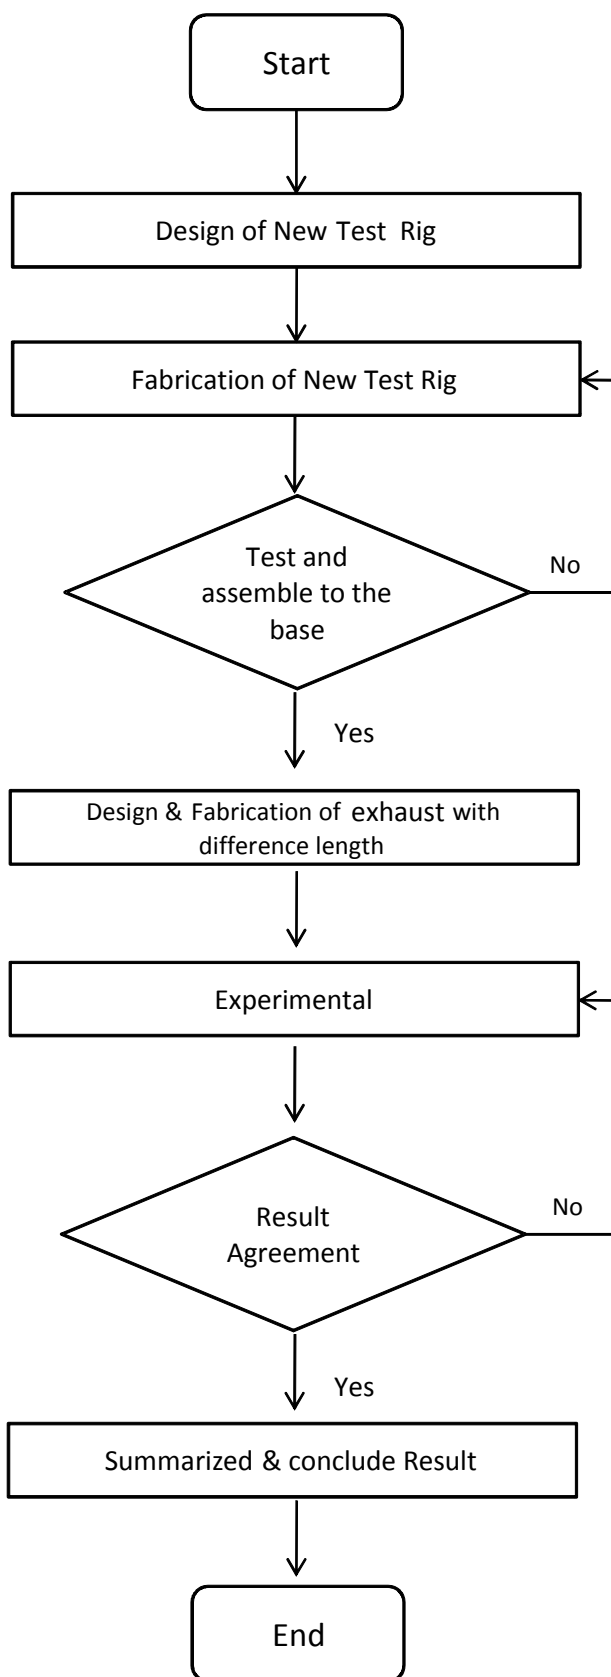 Start
Design of New Test Rig
Fabrication of New Test Rig
Test and
assemble to the
base
No
Yes
Design & Fabrication of exhaust with
difference length
Experimental
Result
Agreement
No
Yes
Summarized & conclude Result
End